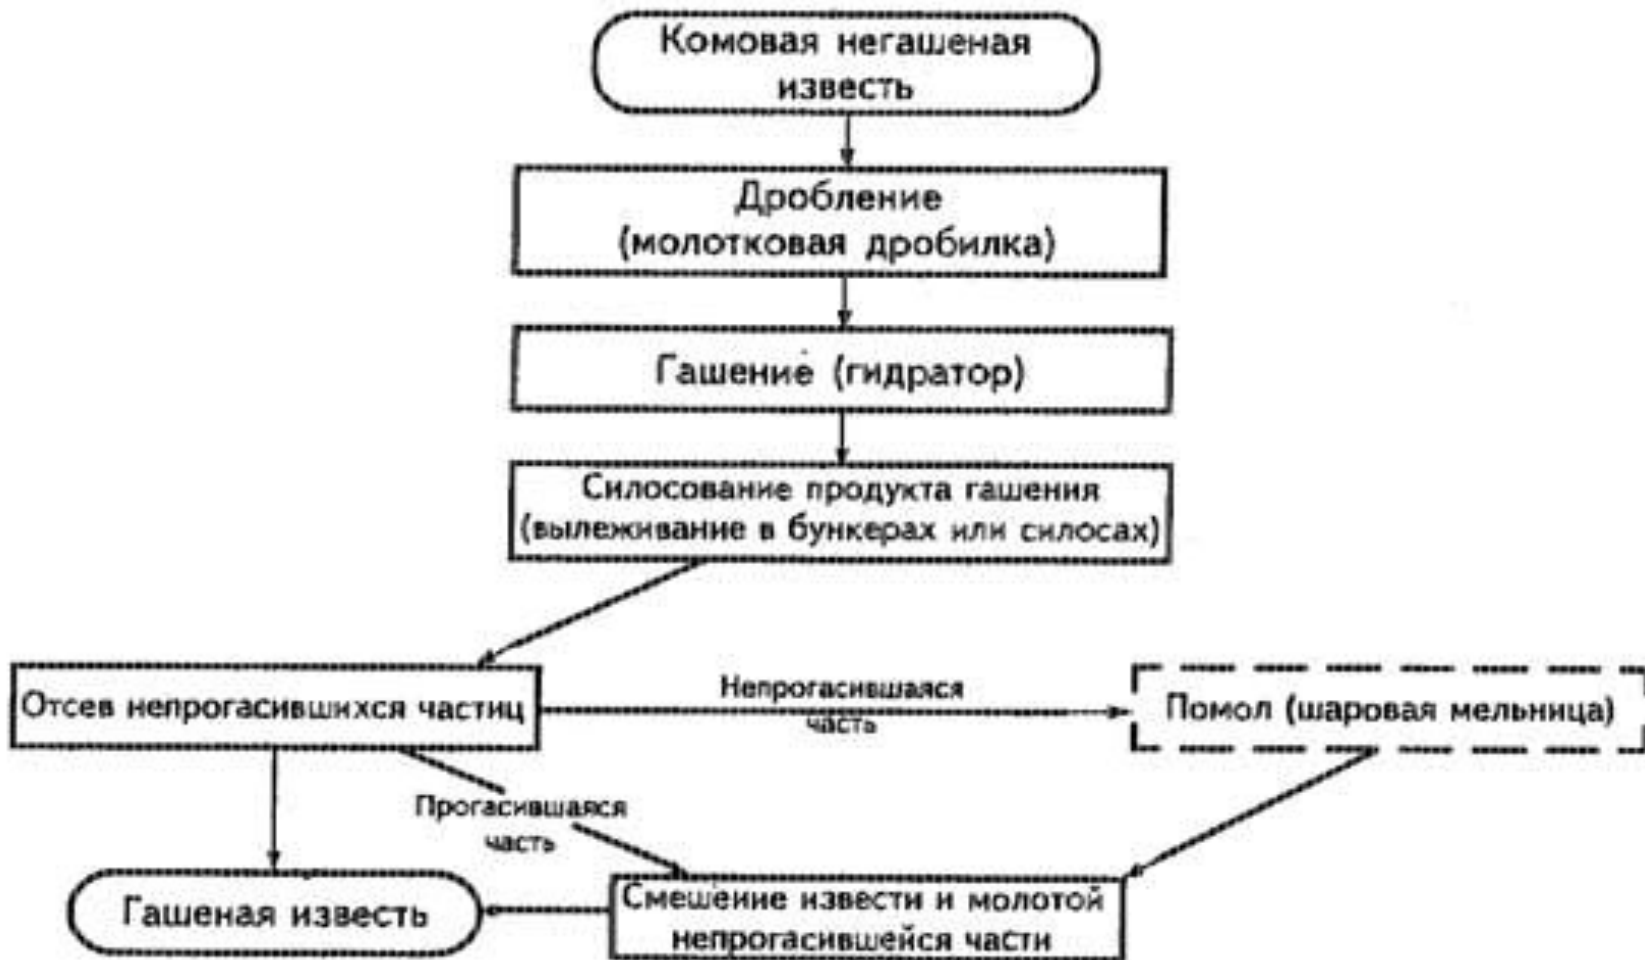 Комовая негашеная
известь
Дробление
(молотковая дробилка)
Гашение (гидратор)
Силосование продукта гашения
(вылеживание в бункерах или силосах)
Отсев непрогасившихся частиц
Непрогасившаяся
часть
Помол (шаровая мельница)
Прогасившаяся
часть
Гашеная известь
Смешение извести и молотой
непрогасившейся части